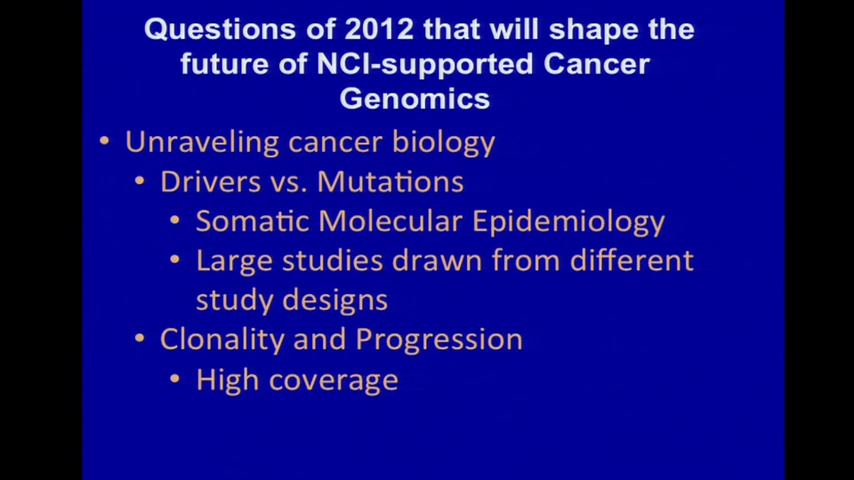 Questions of 2012 that will shape the
future of NCI-supported Cancer
Genomics
• Unraveling cancer biology
• Drivers vs. Mutations
• Somatic Molecular Epidemiology
• Large studies drawn from different
study designs
• Clonality and Progression
• High coverage